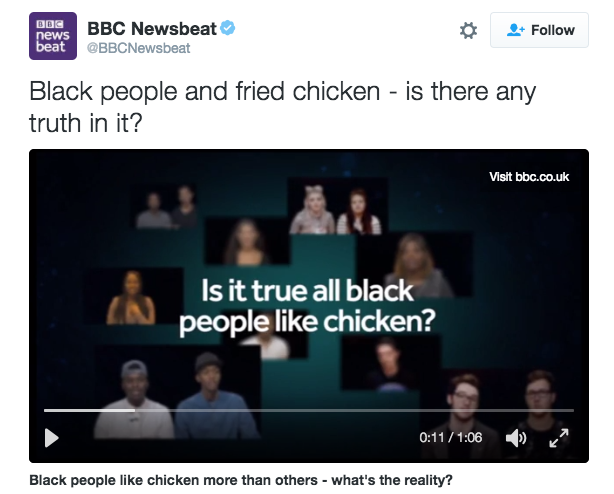 BBC
news
beat
BBC Newsbeat
@BBCNewsbeat
Follow
Black people and fried chicken - is there any
truth in it?
Visit bbc.co.uk
Is it true all black
people like chicken?
0:11 / 1:06
Black people like chicken more than others - what's the reality?